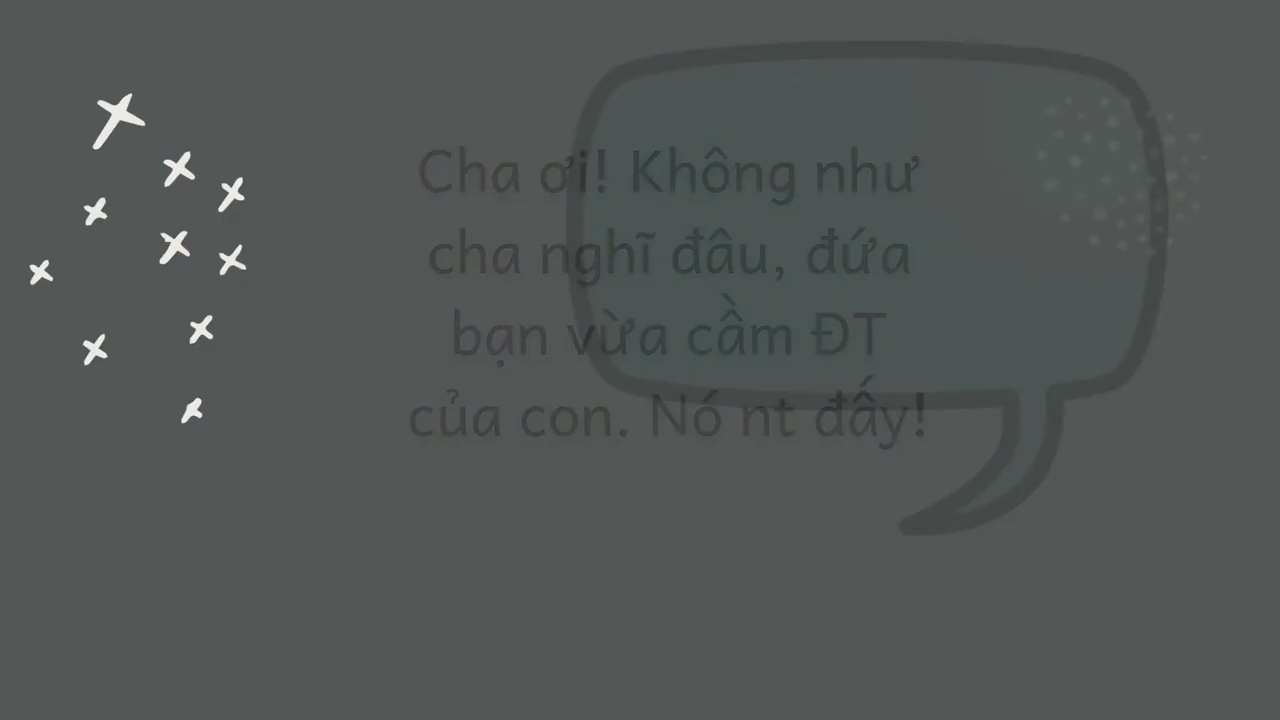 Cha ơi! Không như
cha nghĩ đâu, đứa
bạn vừa cầm ĐT
của con. Nó nt đấy!